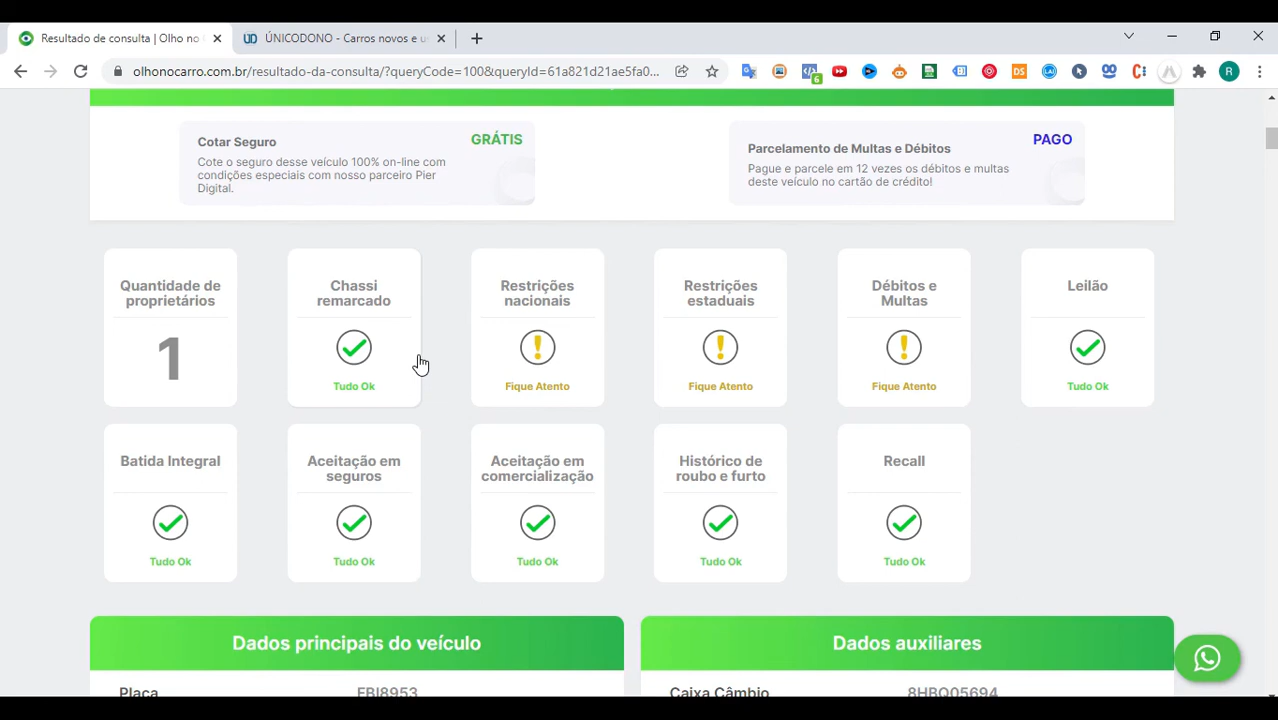 Resultado de consulta | Olho no
ÚNICODONO - Carros novos e u
olhonocarro.com.br/resultado-da-consulta/?queryCode=100&queryId=61a821d21ae5fa0...
6
R
Cotar Seguro
GRÁTIS
Cote o seguro desse veículo 100% on-line com
condições especiais com nosso parceiro Pier
Digital.
Parcelamento de Multas e Débitos
PAGO
Pague e parcele em 12 vezes os débitos e multas
deste veículo no cartão de crédito!
Quantidade de
proprietários
1
Chassi
remarcado
Tudo Ok
Restrições
nacionais
Fique Atento
Restrições
estaduais
Fique Atento
Débitos e
Multas
Fique Atento
Leilão
Tudo Ok
Batida Integral
Tudo Ok
Aceitação em
seguros
Tudo Ok
Aceitação em
comercialização
Tudo Ok
Histórico de
roubo e furto
Tudo Ok
Recall
Tudo Ok
Dados principais do veículo
Placa
EBI8953
Dados auxiliares
Caixa Câmbio
8HBQ05694